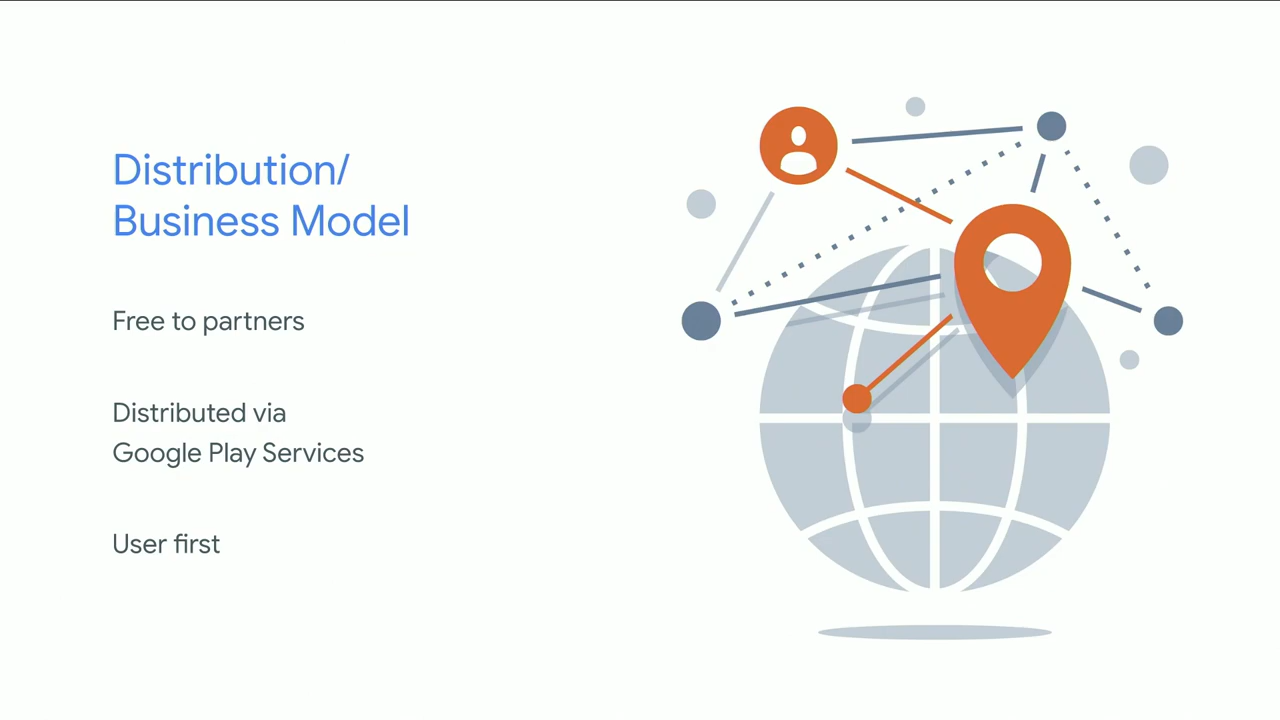 Distribution/
Business Model
Free to partners
Distributed via
Google Play Services
User first